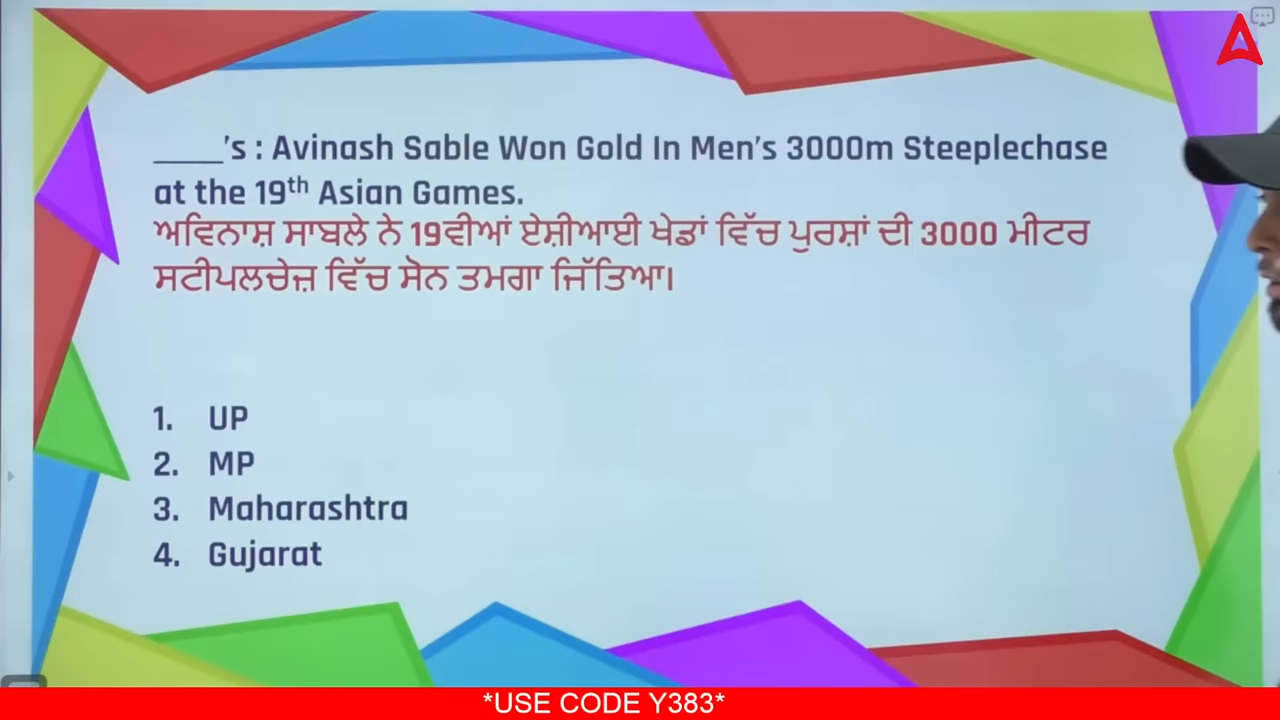 ____'s : Avinash Sable Won Gold In Men's 3000m Steeplechase
at the 19th Asian Games.
ਅਵਿਨਾਸ਼ ਸਾਬਲੇ ਨੇ 19ਵੀਆਂ ਏਸ਼ੀਆਈ ਖੇਡਾਂ ਵਿੱਚ ਪੁਰਸ਼ਾਂ ਦੀ 3000 ਮੀਟਰ
ਸਟੀਪਲਚੇਜ਼ ਵਿੱਚ ਸੋਨ ਤਮਗਾ ਜਿੱਤਿਆ।
1. UP
2. MP
3. Maharashtra
4. Gujarat
*USE CODE Y383*